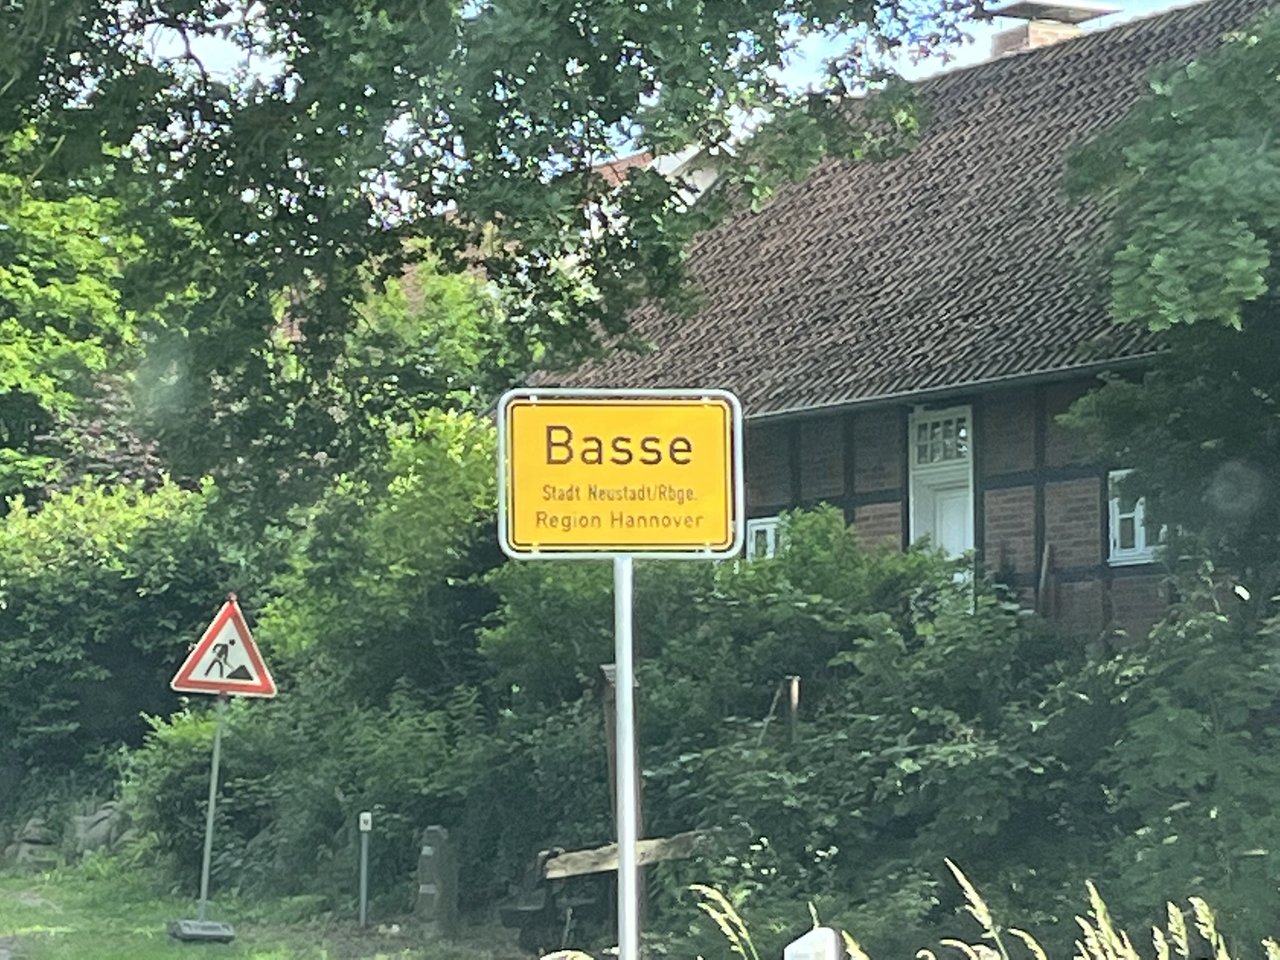 Basse
Stadt Neustadt/Rbge.
Region Hannover